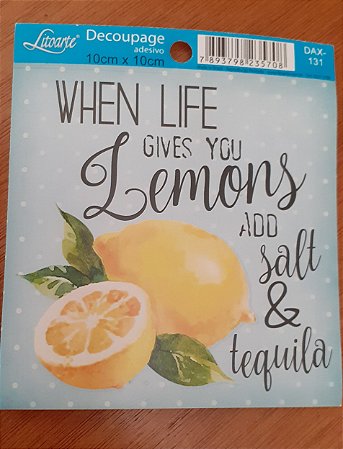 Litoarte®
Decoupage
adesivo
10cm x 10cm
7 893798 235708
DAX-
131
WHEN LIFE
GIVES YOU
Lemons
ADD
salt
&
tequila